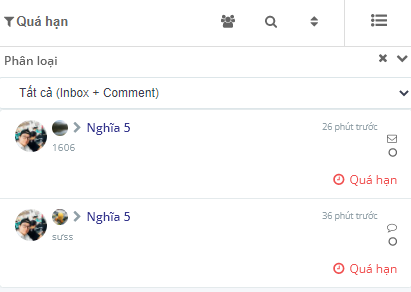 Quá hạn
Phân loại
Tất cả (Inbox + Comment)
Nghĩa 5
26 phút trước
1606
Quá hạn
Nghĩa 5
36 phút trước
sưss
Quá hạn